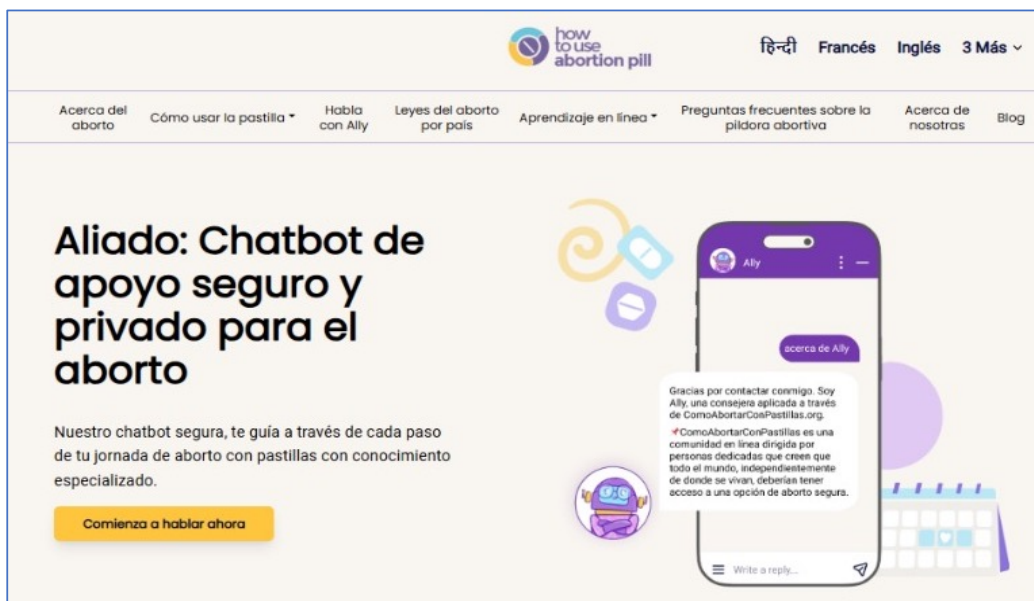 how
to use
abortion pill
हिन्दी Francés Inglés 3 Más
Acerca del
aborto
Cómo usar la pastilla
Habla
con Ally
Leyes del aborto
por país
Aprendizaje en línea
Preguntas frecuentes sobre la
píldora abortiva
Acerca de
nosotras
Blog
Aliado: Chatbot de
apoyo seguro y
privado para el
aborto
Nuestro chatbot segura, te guía a través de cada paso
de tu jornada de aborto con pastillas con conocimiento
especializado.
Comienza a hablar ahora
Ally
acerca de Ally
Gracias por contactar conmigo. Soy
Ally, una consejera aplicada a través
de ComoAbortarConPastillas.org.
ComoAbortarConPastillas es una
comunidad en línea dirigida por
personas dedicadas que creen que
todo el mundo, independientemente
de donde se vivan, deberían tener
acceso a una opción de aborto segura.
Write a reply...